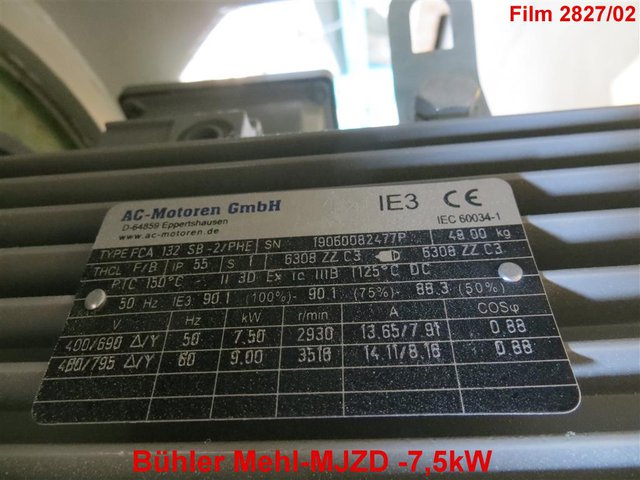 Film 2827/02
AC-Motoren GmbH
D-64859 Eppertshausen
www.ac-motoren.de
IE3 CE
IEC 60034-1
TYPE FCA 132 SB-2/PHE SN 19060082477P 49.00 kg
THCL F/B IP 55 S 1 6308 ZZ C3 6308 ZZ C3
PTC 150°C - II 3D Ex tc IIIB T125°C DC
50 Hz IE3: 90.1 (100%)- 90.1 (75%)- 88.3 (50%)
V Hz kW r/min A COSφ
400/690 Δ/Y 50 7.50 2930 13.65/7.91 0.88
460/795 Δ/Y 60 9.00 3518 14.11/8.16 0.88
Bühler Mehl-MJZD -7,5kW